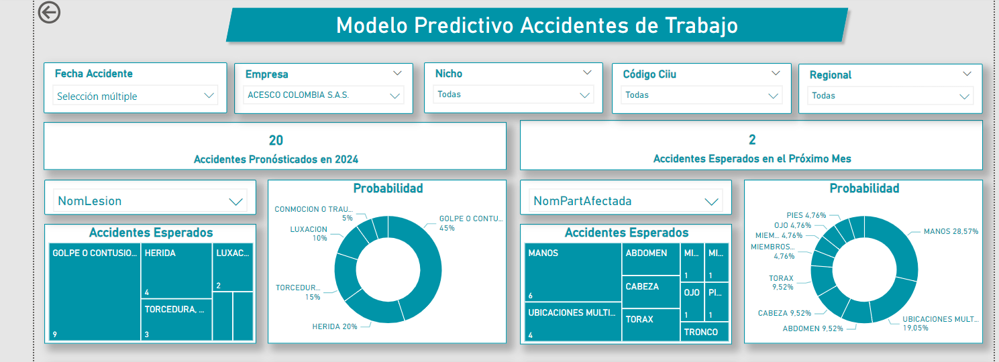 Modelo Predictivo Accidentes de Trabajo
Fecha Accidente
Selección múltiple
Empresa
ACESCO COLOMBIA S.A.S.
Nicho
Todas
Código Ciiu
Todas
Regional
Todas
20
Accidentes Pronósticados en 2024
2
Accidentes Esperados en el Próximo Mes
NomLesion
Accidentes Esperados
GOLPE O CONTUSIO...
9
HERIDA
4
TORCEDURA, ...
3
LUXAC...
2
Probabilidad
CONMOCION O TRAU...
5%
LUXACION
10%
TORCEDUR...
15%
HERIDA 20%
GOLPE O CONTU...
45%
NomPartAfectada
Accidentes Esperados
MANOS
6
UBICACIONES MULTI...
4
ABDOMEN
CABEZA
TORAX
MI...
1
MI...
1
OJO
1
PI...
1
TRONCO
Probabilidad
PIES 4,76%
OJO 4,76%
MIEM... 4,76%
MIEMBROS...
4,76%
TORAX
9,52%
CABEZA 9,52%
ABDOMEN 9,52%
UBICACIONES MULT...
19,05%
MANOS 28,57%